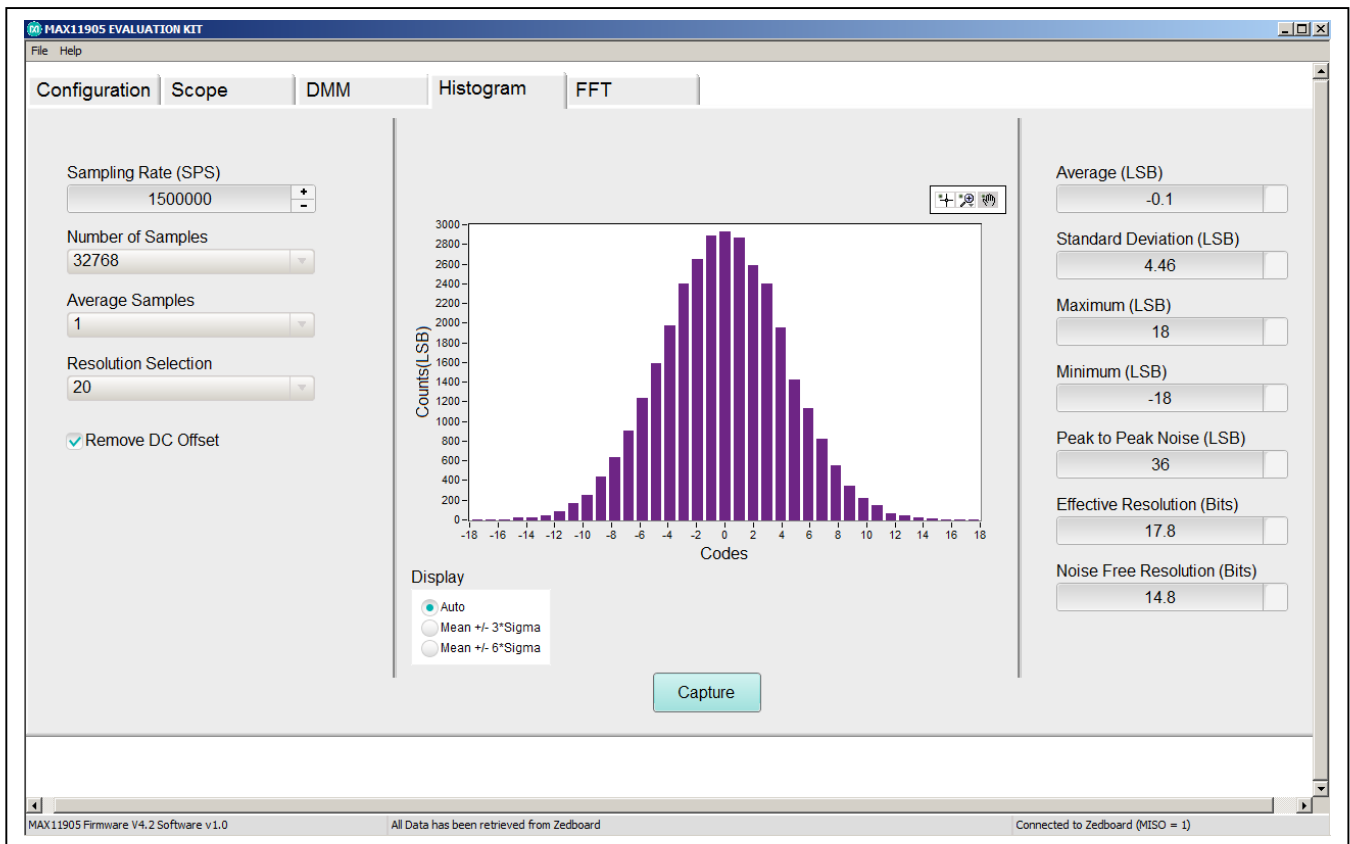 MAX11905 EVALUATION KIT
File Help
Configuration Scope DMM Histogram FFT
Sampling Rate (SPS)
1500000
Number of Samples
32768
Average Samples
1
Resolution Selection
20
Remove DC Offset
3000
2800
2600
2400
2200
2000
1800
1600
1400
1200
1000
800
600
400
200
0
Counts(LSB)
-18 -16 -14 -12 -10 -8 -6 -4 -2 0 2 4 6 8 10 12 14 16 18
Codes
Display
Auto
Mean +/- 3*Sigma
Mean +/- 6*Sigma
Capture
Average (LSB)
-0.1
Standard Deviation (LSB)
4.46
Maximum (LSB)
18
Minimum (LSB)
-18
Peak to Peak Noise (LSB)
36
Effective Resolution (Bits)
17.8
Noise Free Resolution (Bits)
14.8
MAX11905 Firmware V4.2 Software v1.0
All Data has been retrieved from Zedboard
Connected to Zedboard (MISO = 1)